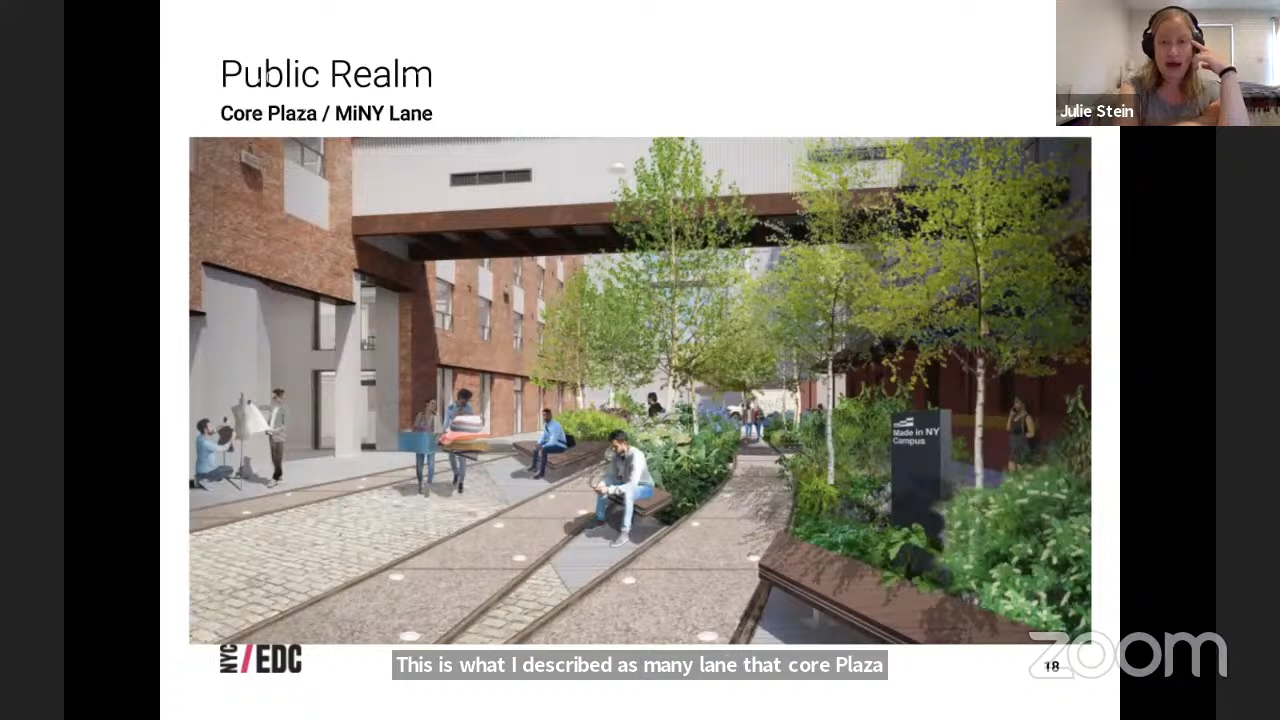 Public Realm
Core Plaza / MiNY Lane
Julie Stein
Made in NY
Campus
NYC / EDC
This is what I described as many lane that core Plaza
18
zoom